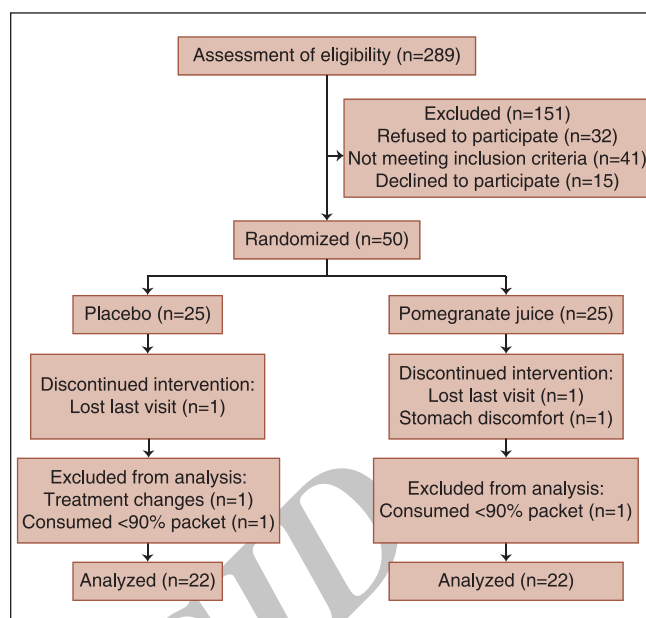 Assessment of eligibility (n=289)
Excluded (n=151)
Refused to participate (n=32)
Not meeting inclusion criteria (n=41)
Declined to participate (n=15)
Randomized (n=50)
Placebo (n=25)
Pomegranate juice (n=25)
Discontinued intervention:
Lost last visit (n=1)
Discontinued intervention:
Lost last visit (n=1)
Stomach discomfort (n=1)
Excluded from analysis:
Treatment changes (n=1)
Consumed <90% packet (n=1)
Excluded from analysis:
Consumed <90% packet (n=1)
Analyzed (n=22)
Analyzed (n=22)